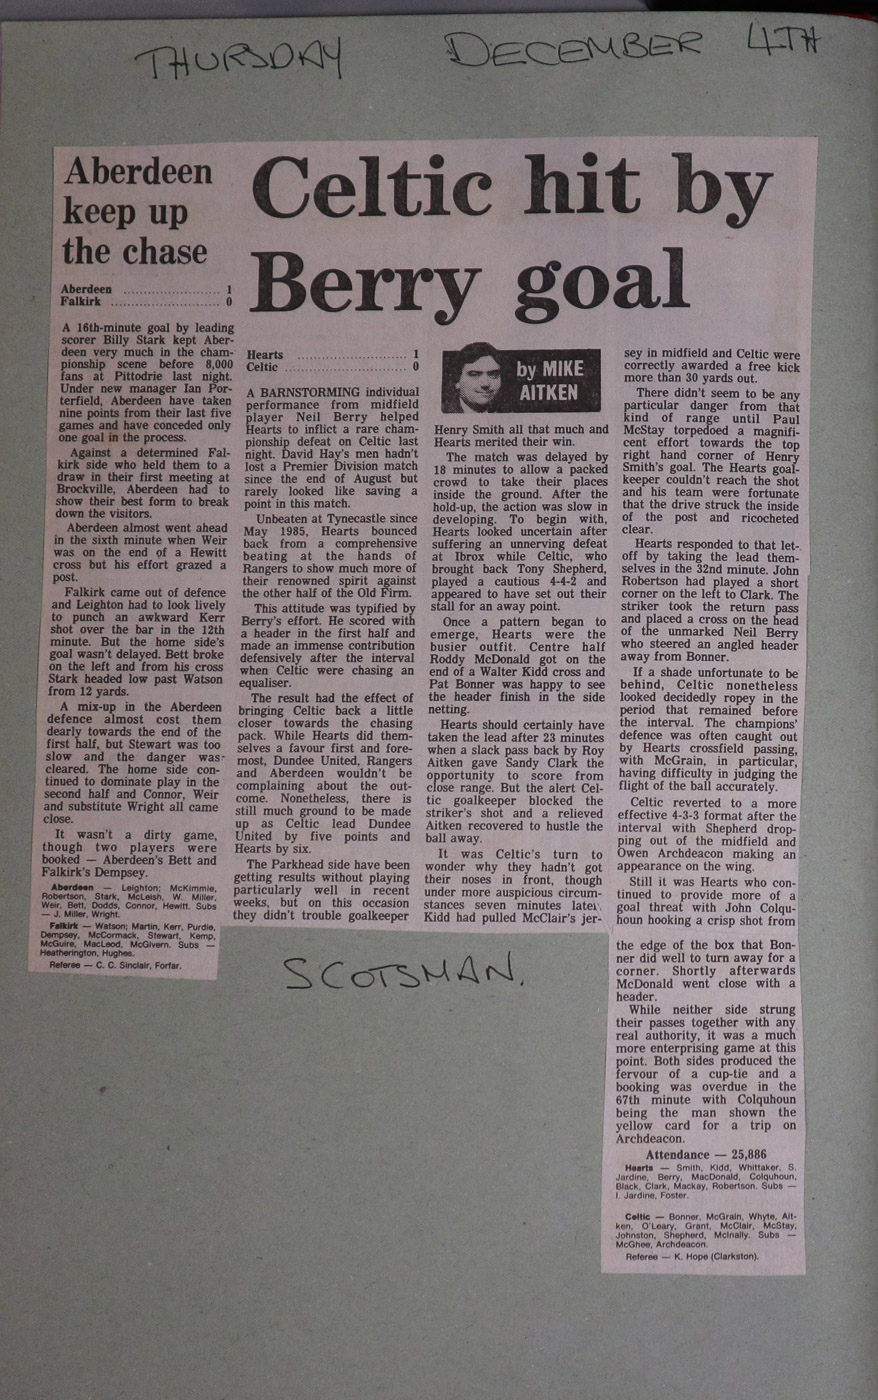 THURSDAY DECEMBER 4TH
Aberdeen
keep up
the chase
Aberdeen ........................ 1
Falkirk ........................... 0
A 16th-minute goal by leading
scorer Billy Stark kept Aber-
deen very much in the cham-
pionship scene before 8,000
fans at Pittodrie last night.
Under new manager Ian Por-
terfield, Aberdeen have taken
nine points from their last five
games and have conceded only
one goal in the process.
Against a determined Fal-
kirk side who held them to a
draw in their first meeting at
Brockville, Aberdeen had to
show their best form to break
down the visitors.
Aberdeen almost went ahead
in the sixth minute when Weir
was on the end of a Hewitt
cross but his effort grazed a
post.
Falkirk came out of defence
and Leighton had to look lively
to punch an awkward Kerr
shot over the bar in the 12th
minute. But the home side's
goal wasn't delayed. Bett broke
on the left and from his cross
Stark headed low past Watson
from 12 yards.
A mix-up in the Aberdeen
defence almost cost them
dearly towards the end of the
first half, but Stewart was too
slow and the danger was
cleared. The home side con-
tinued to dominate play in the
second half and Connor, Weir
and substitute Wright all came
close.
It wasn't a dirty game,
though two players were
booked — Aberdeen's Bett and
Falkirk's Dempsey.
Aberdeen — Leighton; McKimmie,
Robertson, Stark, McLeish, W. Miller,
Weir, Bett, Dodds, Connor, Hewitt. Subs
— J. Miller, Wright.
Falkirk — Watson; Martin, Kerr, Purdie,
Dempsey, McCormack, Stewart, Kemp,
McGuire, MacLeod, McGivern. Subs —
Heatherington, Hughes.
Referee — C. C. Sinclair, Forfar.
Celtic hit by
Berry goal
Hearts .............................. 1
Celtic ................................. 0
A BARNSTORMING individual
performance from midfield
player Neil Berry helped
Hearts to inflict a rare cham-
pionship defeat on Celtic last
night. David Hay's men hadn't
lost a Premier Division match
since the end of August but
rarely looked like saving a
point in this match.
Unbeaten at Tynecastle since
May 1985, Hearts bounced
back from a comprehensive
beating at the hands of
Rangers to show much more of
their renowned spirit against
the other half of the Old Firm.
This attitude was typified by
Berry's effort. He scored with
a header in the first half and
made an immense contribution
defensively after the interval
when Celtic were chasing an
equaliser.
The result had the effect of
bringing Celtic back a little
closer towards the chasing
pack. While Hearts did them-
selves a favour first and fore-
most, Dundee United, Rangers
and Aberdeen wouldn't be
complaining about the out-
come. Nonetheless, there is
still much ground to be made
up as Celtic lead Dundee
United by five points and
Hearts by six.
The Parkhead side have been
getting results without playing
particularly well in recent
weeks, but on this occasion
they didn't trouble goalkeeper
by MIKE
AITKEN
Henry Smith all that much and
Hearts merited their win.
The match was delayed by
18 minutes to allow a packed
crowd to take their places
inside the ground. After the
hold-up, the action was slow in
developing. To begin with,
Hearts looked uncertain after
suffering an unnerving defeat
at Ibrox while Celtic, who
brought back Tony Shepherd,
played a cautious 4-4-2 and
appeared to have set out their
stall for an away point.
Once a pattern began to
emerge, Hearts were the
busier outfit. Centre half
Roddy McDonald got on the
end of a Walter Kidd cross and
Pat Bonner was happy to see
the header finish in the side
netting.
Hearts should certainly have
taken the lead after 23 minutes
when a slack pass back by Roy
Aitken gave Sandy Clark the
opportunity to score from
close range. But the alert Cel-
tic goalkeeper blocked the
striker's shot and a relieved
Aitken recovered to hustle the
ball away.
It was Celtic's turn to
wonder why they hadn't got
their noses in front, though
under more auspicious circum-
stances seven minutes later.
Kidd had pulled McClair's jer-
sey in midfield and Celtic were
correctly awarded a free kick
more than 30 yards out.
There didn't seem to be any
particular danger from that
kind of range until Paul
McStay torpedoed a magnifi-
cent effort towards the top
right hand corner of Henry
Smith's goal. The Hearts goal-
keeper couldn't reach the shot
and his team were fortunate
that the drive struck the inside
of the post and ricocheted
clear.
Hearts responded to that let-
off by taking the lead them-
selves in the 32nd minute. John
Robertson had played a short
corner on the left to Clark. The
striker took the return pass
and placed a cross on the head
of the unmarked Neil Berry
who steered an angled header
away from Bonner.
If a shade unfortunate to be
behind, Celtic nonetheless
looked decidedly ropey in the
period that remained before
the interval. The champions'
defence was often caught out
by Hearts crossfield passing,
with McGrain, in particular,
having difficulty in judging the
flight of the ball accurately.
Celtic reverted to a more
effective 4-3-3 format after the
interval with Shepherd drop-
ping out of the midfield and
Owen Archdeacon making an
appearance on the wing.
Still it was Hearts who con-
tinued to provide more of a
goal threat with John Colqu-
houn hooking a crisp shot from
the edge of the box that Bon-
ner did well to turn away for a
corner. Shortly afterwards
McDonald went close with a
header.
While neither side strung
their passes together with any
real authority, it was a much
more enterprising game at this
point. Both sides produced the
fervour of a cup-tie and a
booking was overdue in the
67th minute with Colquhoun
being the man shown the
yellow card for a trip on
Archdeacon.
Attendance — 25,886
Hearts — Smith, Kidd, Whittaker, S.
Jardine, Berry, MacDonald, Colquhoun,
Black, Clark, Mackay, Robertson. Subs —
I. Jardine, Foster.
Celtic — Bonner, McGrain, Whyte, Ait-
ken, O'Leary, Grant, McClair, McStay,
Johnston, Shepherd, McInally. Subs —
McGhee, Archdeacon.
Referee — K. Hope (Clarkston).
SCOTSMAN.